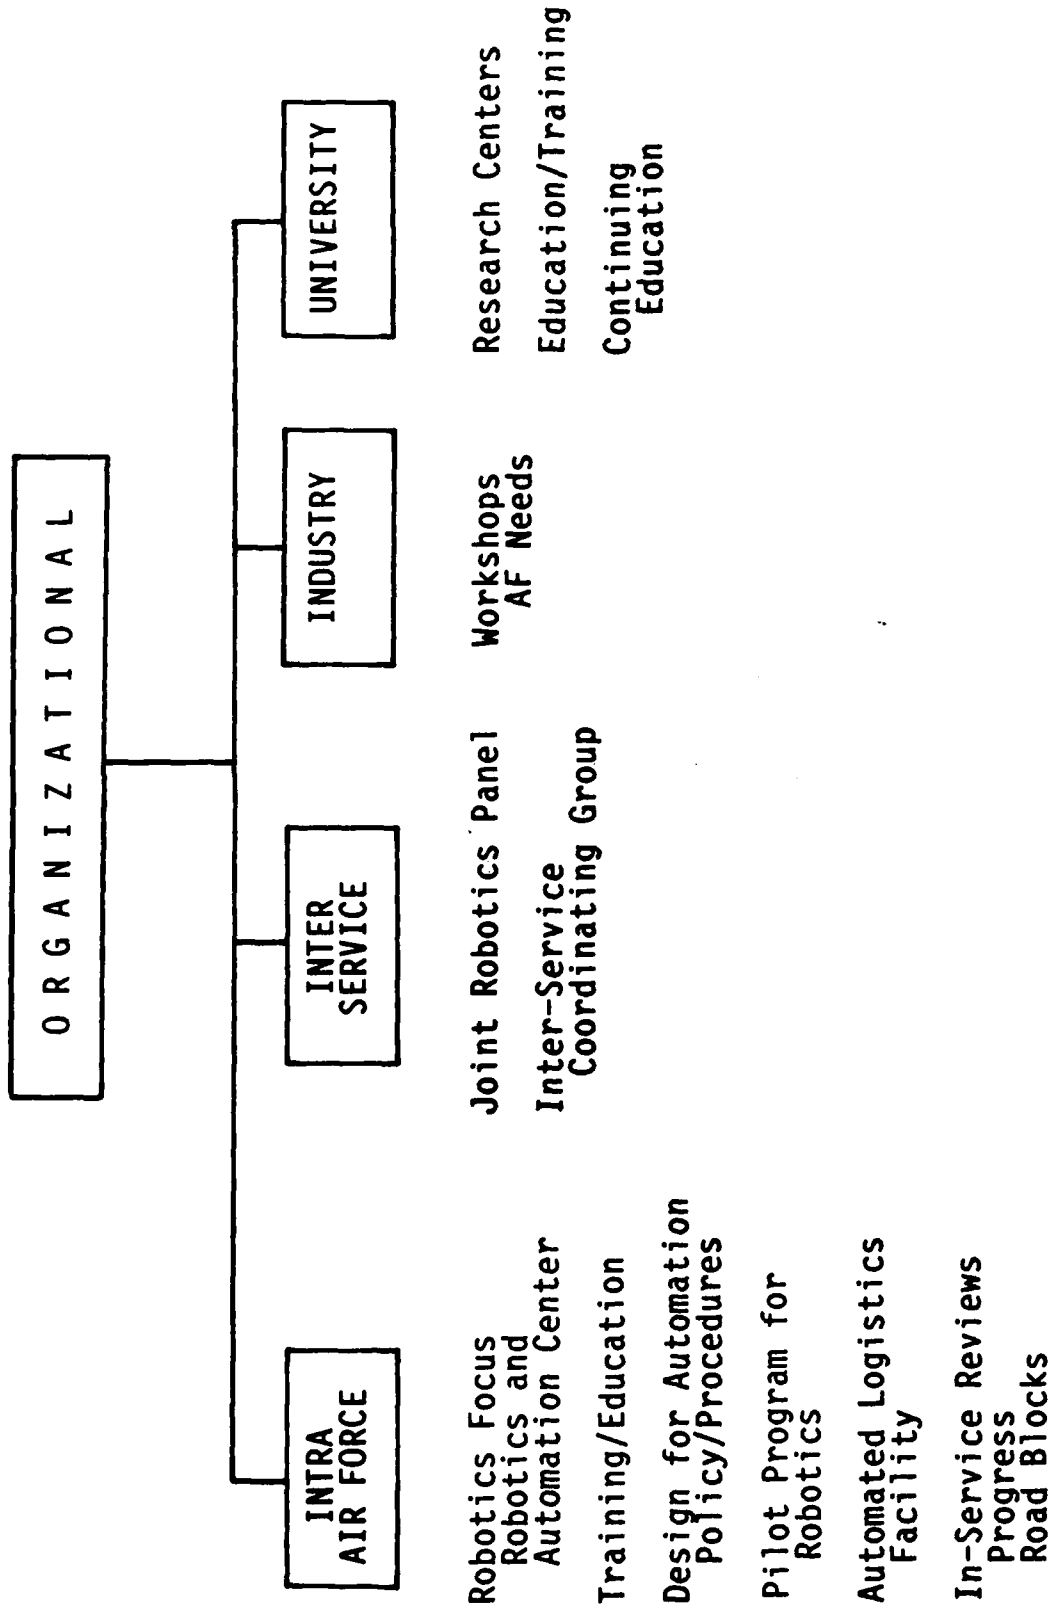 O R G A N I Z A T I O N A L
INTRA
AIR FORCE
INTER
SERVICE
INDUSTRY
UNIVERSITY
Robotics Focus
Robotics and
Automation Center
Training/Education
Design for Automation
Policy/Procedures
Pilot Program for
Robotics
Automated Logistics
Facility
In-Service Reviews
Progress
Road Blocks
Joint Robotics Panel
Inter-Service
Coordinating Group
Workshops
AF Needs
Research Centers
Education/Training
Continuing
Education